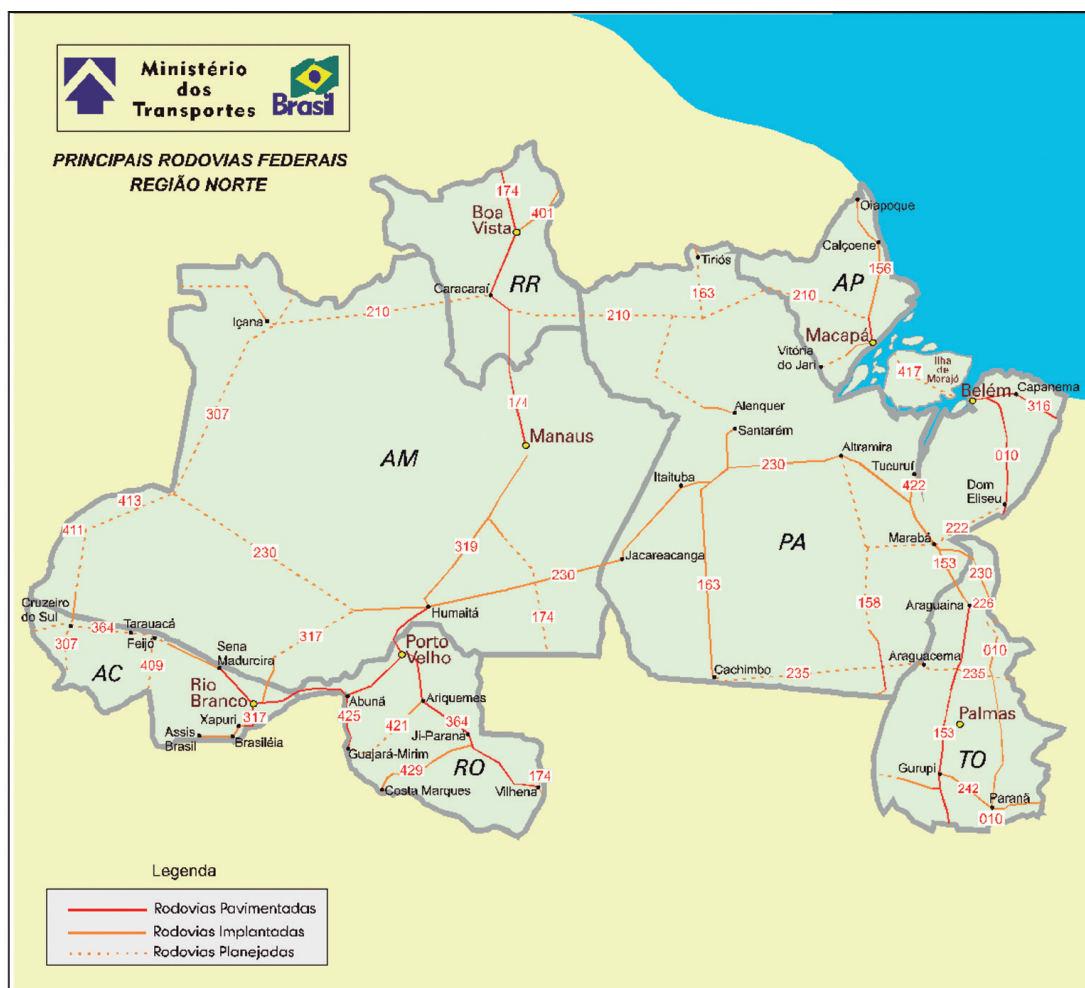 Ministério
dos
Transportes
Brasil
PRINCIPAIS RODOVIAS FEDERAIS
REGIÃO NORTE
174
401
Boa
Vista
RR
Caracaraí
Oiapoque
Calçoene
156
AP
Tiriós
163
210
210
210
Macapá
Içana
Vitória
do Jari
417
Ilha
de
Morajó
Belém
Capanema
316
307
174
Alenquer
Santarém
Manaus
AM
010
Altramira
230
Tucuruí
422
Itaituba
Dom
Eliseu
413
411
222
PA
Marabá
230
319
Jacareacanga
153
230
230
163
Cruzeiro
do Sul
364
Tarauacá
Feijó
Humaitá
174
158
Araguaina
226
307
409
Sena
Madurcira
317
Porto
Velho
010
AC
Araguacema
235
235
Cachimbo
Rio
Branco
Abunã
Ariquemes
317
Xapuri
425
421
364
Palmas
Assis
Brasil
Brasiléia
Ji-Paraná
153
Guajará-Mirim
RO
TO
429
174
Gurupi
Costa Marques
Vilhena
242
Paranã
010
Legenda
Rodovias Pavimentadas
Rodovias Implantadas
Rodovias Planejadas